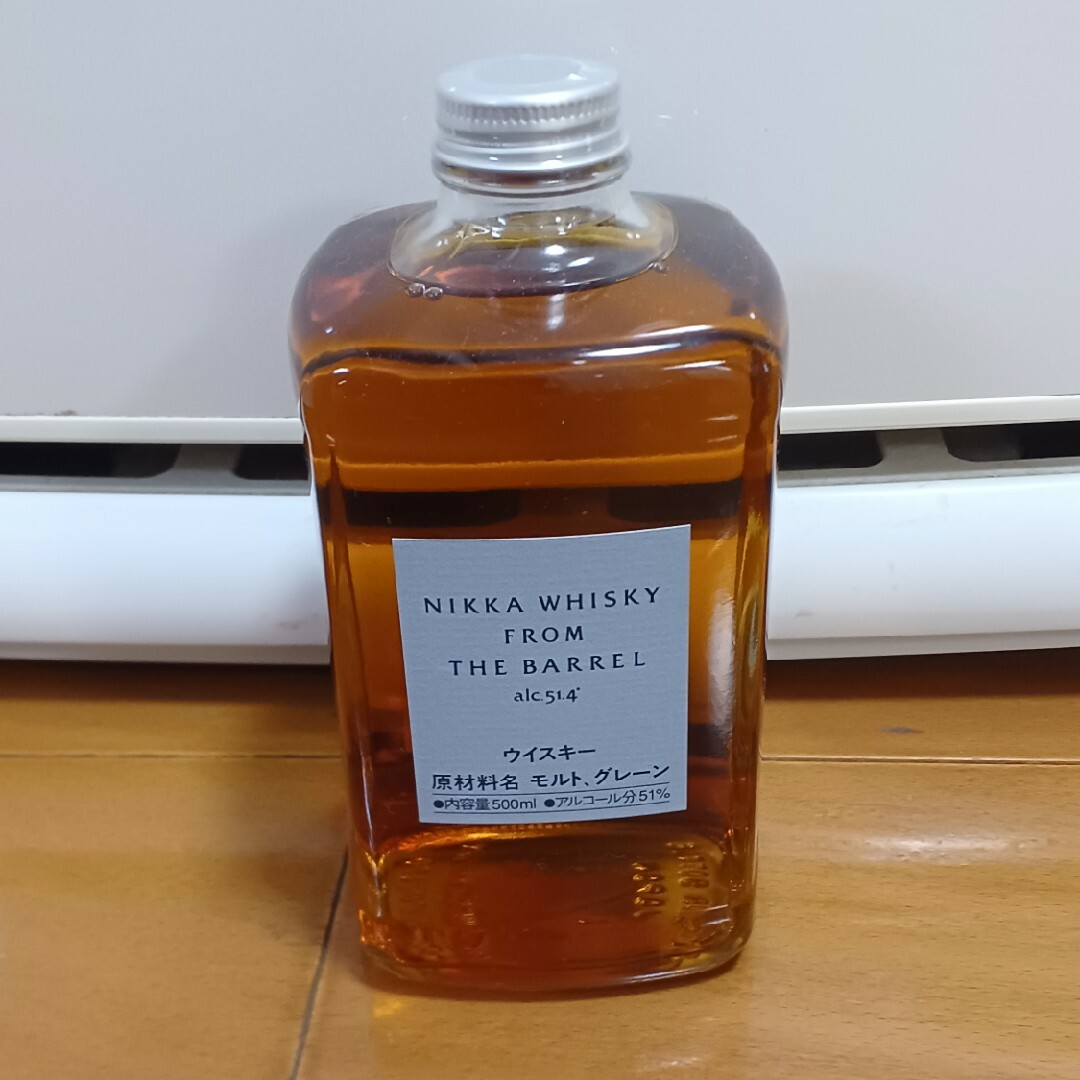 NIKKA WHISKY
FROM
THE BARREL
alc.51.4°
ウイスキー
原材料名 モルト、グレーン
●内容量500ml ●アルコール分51%